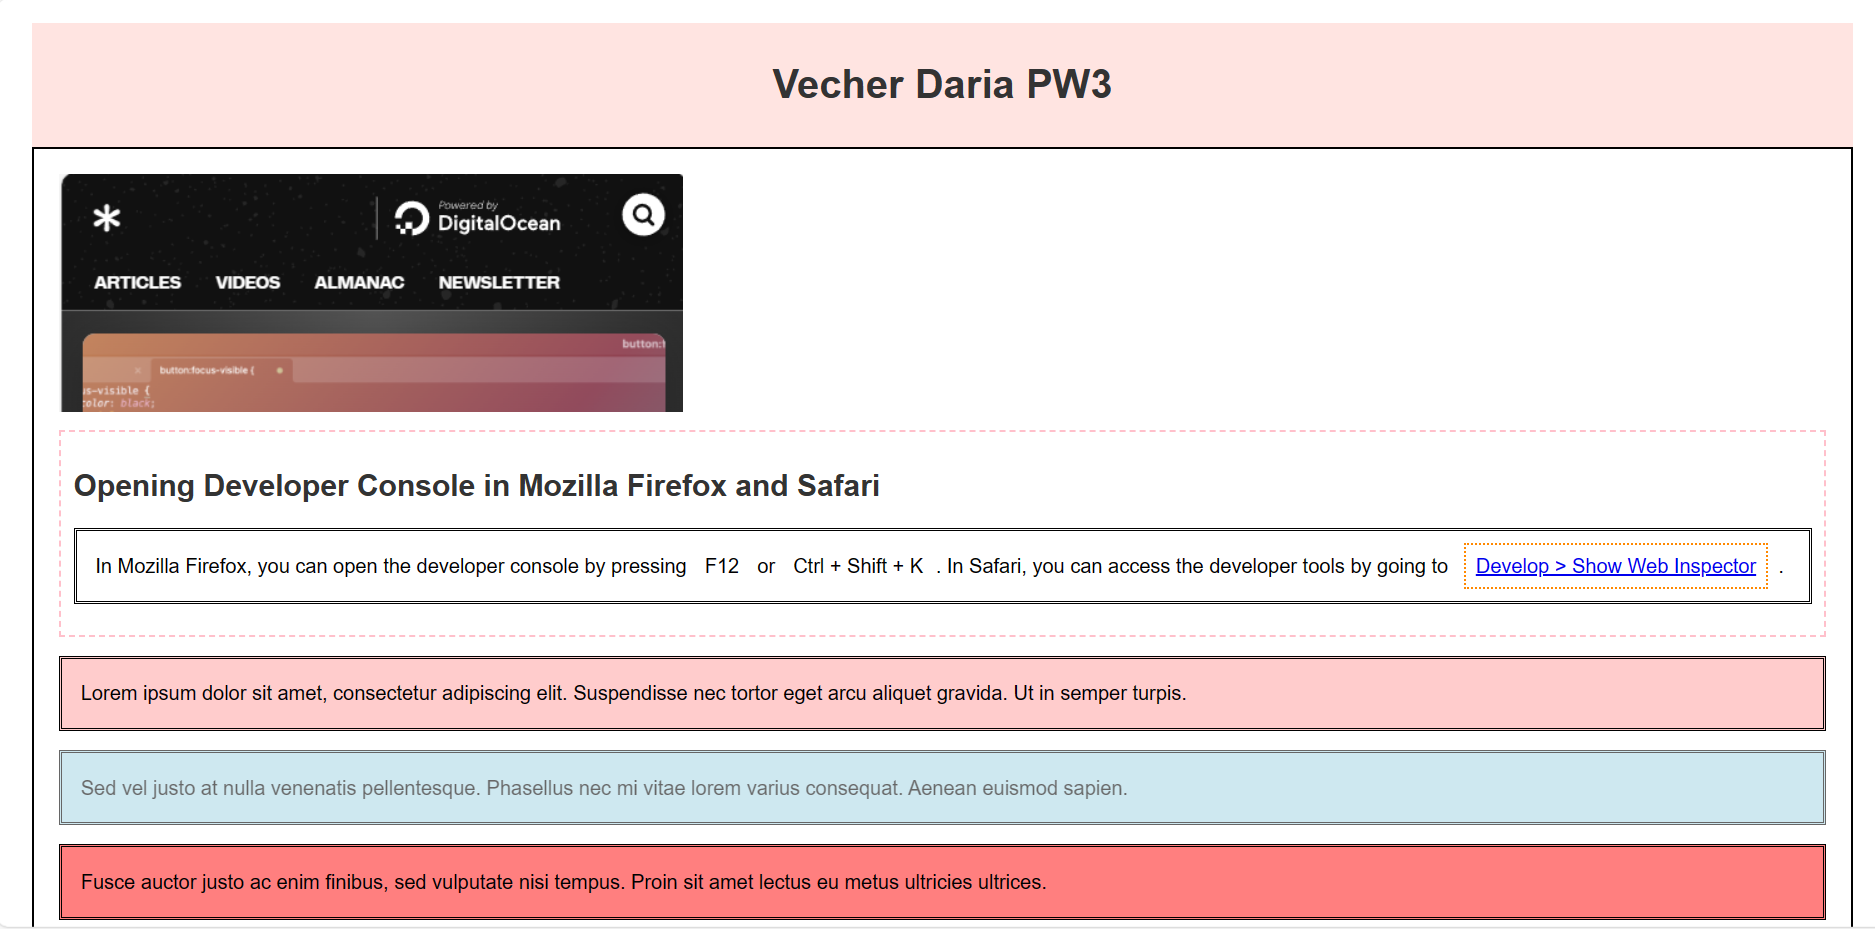 Vecher Daria PW3
Powered by
DigitalOcean
ARTICLES VIDEOS ALMANAC NEWSLETTER
button:f
button:focus-visible {
us-visible {
color: black;
Opening Developer Console in Mozilla Firefox and Safari
In Mozilla Firefox, you can open the developer console by pressing F12 or Ctrl + Shift + K . In Safari, you can access the developer tools by going to Develop > Show Web Inspector .
Lorem ipsum dolor sit amet, consectetur adipiscing elit. Suspendisse nec tortor eget arcu aliquet gravida. Ut in semper turpis.
Sed vel justo at nulla venenatis pellentesque. Phasellus nec mi vitae lorem varius consequat. Aenean euismod sapien.
Fusce auctor justo ac enim finibus, sed vulputate nisi tempus. Proin sit amet lectus eu metus ultricies ultrices.